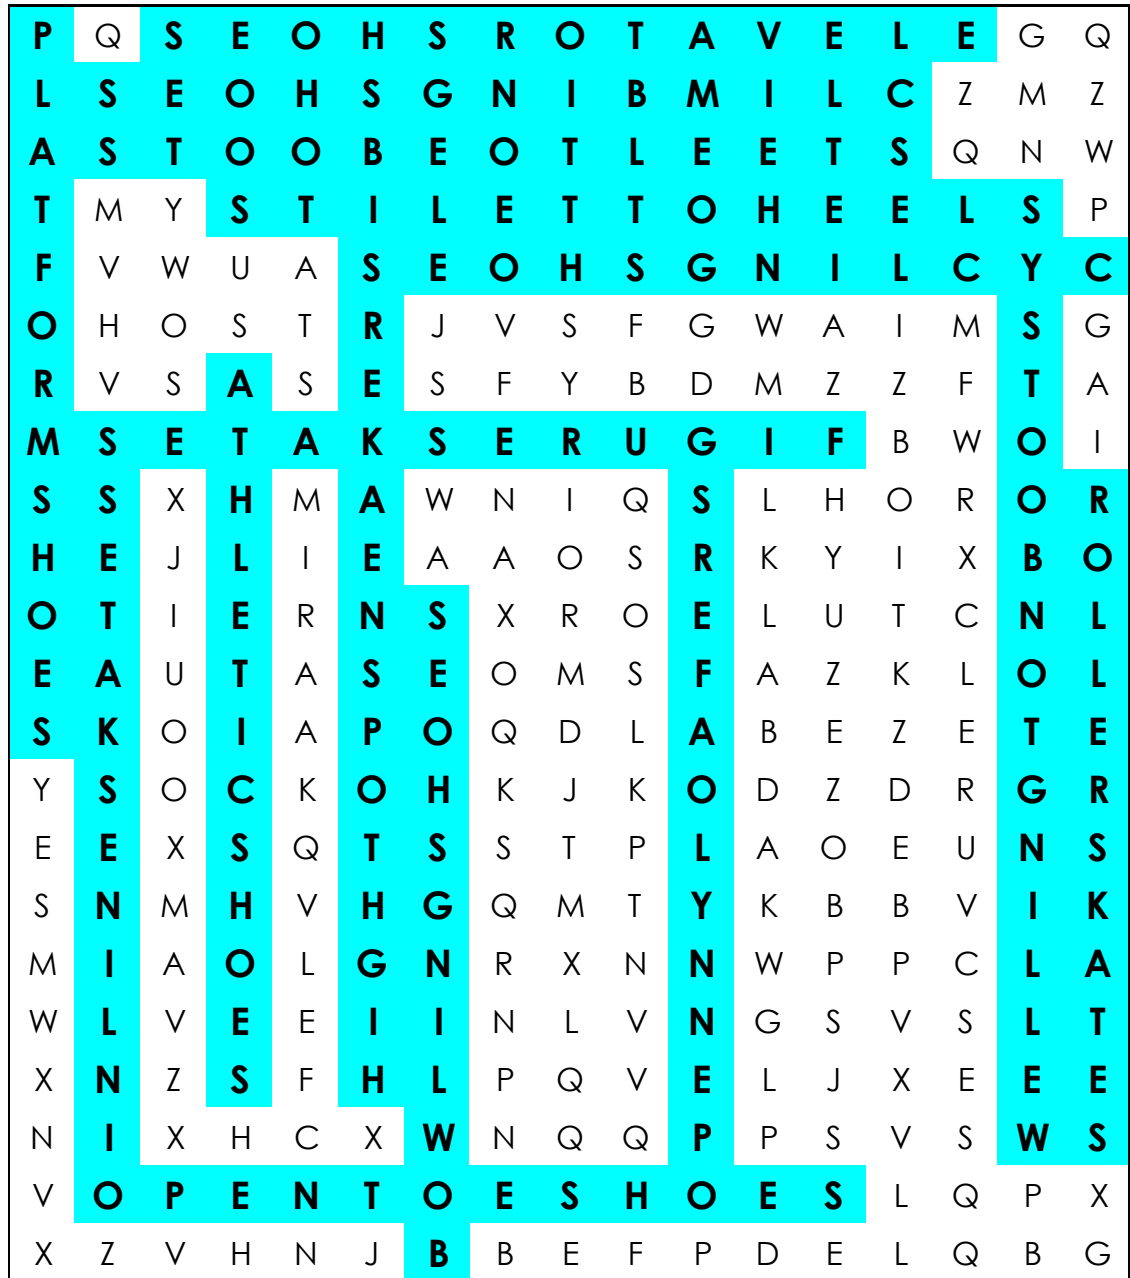 P Q S E O H S R O T A V E L E G Q
L S E O H S G N I B M I L C Z M Z
A S T O O B E O T L E E T S Q N W
T M Y S T I L E T T O H E E L S P
F V W U A S E O H S G N I L C Y C
O H O S T R J V S F G W A I M S G
R V S A S E S F Y B D M Z Z F T A
M S E T A K S E R U G I F B W O I
S S X H M A W N I Q S L H O R O R
H E J L I E A A O S R K Y I X B O
O T I E R N S X R O E L U T C N L
E A U T A S E O M S F A Z K L O L
S K O I A P O Q D L A B E Z E T E
Y S O C K O H K J K O D Z D R G R
E E X S Q T S S T P L A O E U N S
S N M H V H G Q M T Y K B B V I K
M I A O L G N R X N N W P P C L A
W L V E E I I N L V N G S V S L T
X N Z S F H L P Q V E L J X E E E
N I X H C X W N Q Q P P S V S W S
V O P E N T O E S H O E S L Q P X
X Z V H N J B B E F P D E L Q B G